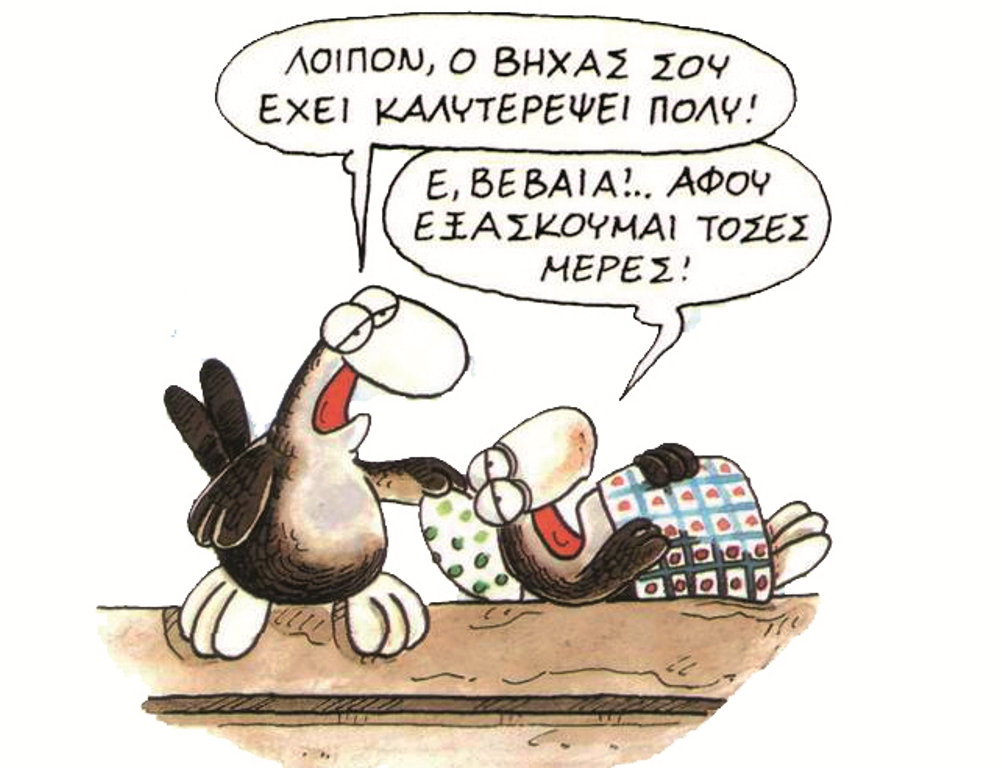 ΛΟΙΠΟΝ, Ο ΒΗΧΑΣ ΣΟΥ
ΕΧΕΙ ΚΑΛΥΤΕΡΕΨΕΙ ΠΟΛΥ!
Ε, ΒΕΒΑΙΑ!.. ΑΦΟΥ
ΕΞΑΣΚΟΥΜΑΙ ΤΟΣΕΣ
ΜΕΡΕΣ!